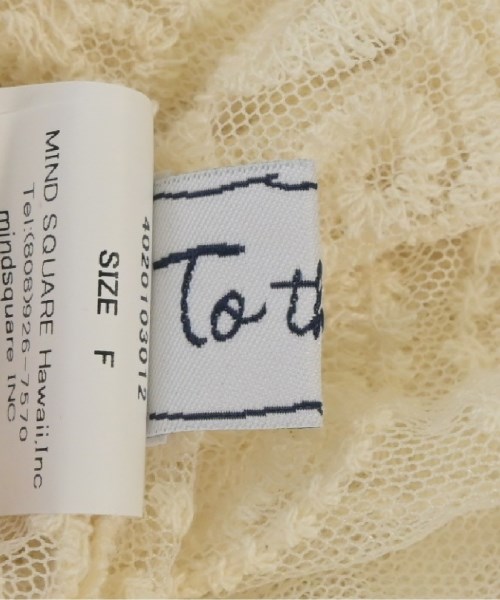 MIND SQUARE Hawaii.Inc
Tel:(808)926-7570
mindsquare INC
SIZE F
4020103012
To th